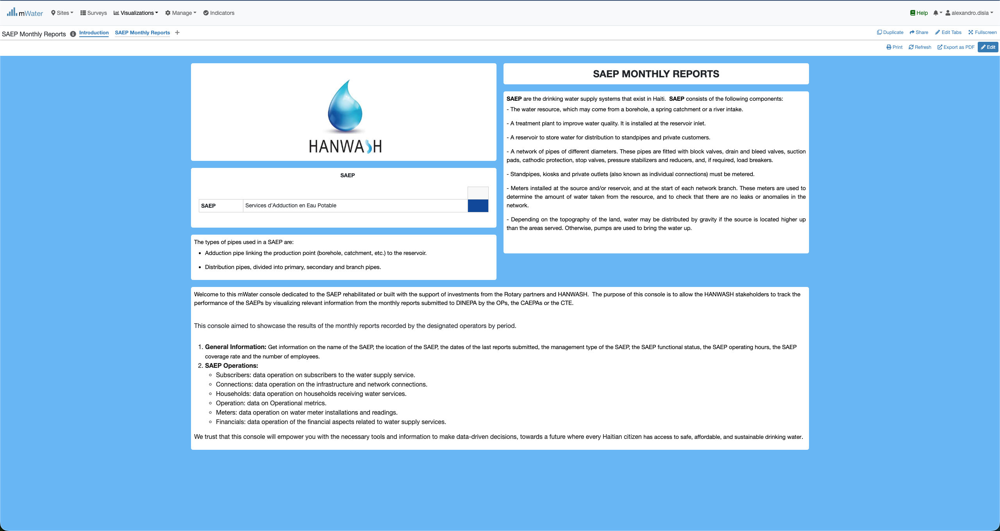 mWater Sites Surveys Visualizations Manage Indicators Help alexandro.disla
SAEP Monthly Reports Introduction SAEP Monthly Reports + Duplicate Share Edit Tabs Fullscreen
Print Refresh Export as PDF Edit
HANWASH
SAEP
SAEP Services d’Adduction en Eau Potable
The types of pipes used in a SAEP are:
• Adduction pipe linking the production point (borehole, catchment, etc.) to the reservoir.
• Distribution pipes, divided into primary, secondary and branch pipes.
SAEP MONTHLY REPORTS
SAEP are the drinking water supply systems that exist in Haiti. SAEP consists of the following components:
- The water resource, which may come from a borehole, a spring catchment or a river intake.
- A treatment plant to improve water quality. It is installed at the reservoir inlet.
- A reservoir to store water for distribution to standpipes and private customers.
- A network of pipes of different diameters. These pipes are fitted with block valves, drain and bleed valves, suction
pads, cathodic protection, stop valves, pressure stabilizers and reducers, and, if required, load breakers.
- Standpipes, kiosks and private outlets (also known as individual connections) must be metered.
- Meters installed at the source and/or reservoir, and at the start of each network branch. These meters are used to
determine the amount of water taken from the resource, and to check that there are no leaks or anomalies in the
network.
- Depending on the topography of the land, water may be distributed by gravity if the source is located higher up
than the areas served. Otherwise, pumps are used to bring the water up.
Welcome to this mWater console dedicated to the SAEP rehabilitated or built with the support of investments from the Rotary partners and HANWASH. The purpose of this console is to allow the HANWASH stakeholders to track the
performance of the SAEPs by visualizing relevant information from the monthly reports submitted to DINEPA by the OPs, the CAEPAs or the CTE.
This console aimed to showcase the results of the monthly reports recorded by the designated operators by period.
1. General Information: Get information on the name of the SAEP, the location of the SAEP, the dates of the last reports submitted, the management type of the SAEP, the SAEP functional status, the SAEP operating hours, the SAEP
coverage rate and the number of employees.
2. SAEP Operations:
◦ Subscribers: data operation on subscribers to the water supply service.
◦ Connections: data operation on the infrastructure and network connections.
◦ Households: data operation on households receiving water services.
◦ Operation: data on Operational metrics.
◦ Meters: data operation on water meter installations and readings.
◦ Financials: data operation of the financial aspects related to water supply services.
We trust that this console will empower you with the necessary tools and information to make data-driven decisions, towards a future where every Haitian citizen has access to safe, affordable, and sustainable drinking water.